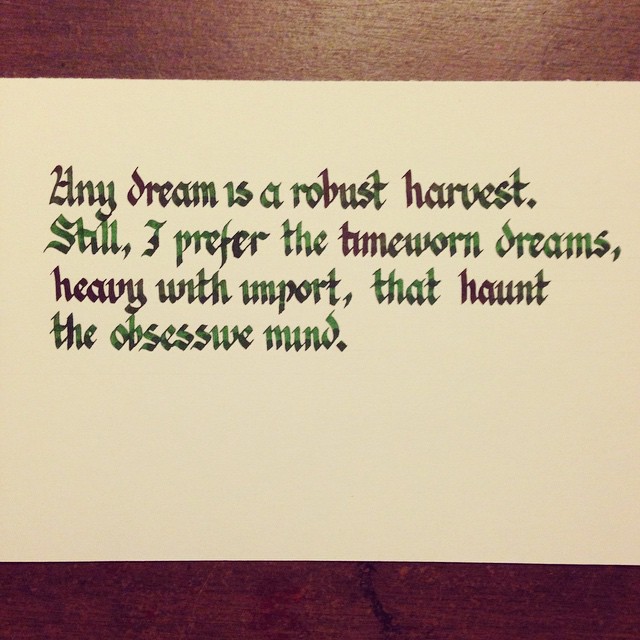 Any dream is a robust harvest.
Still, I prefer the timeworn dreams,
heavy with import, that haunt
the obsessive mind.